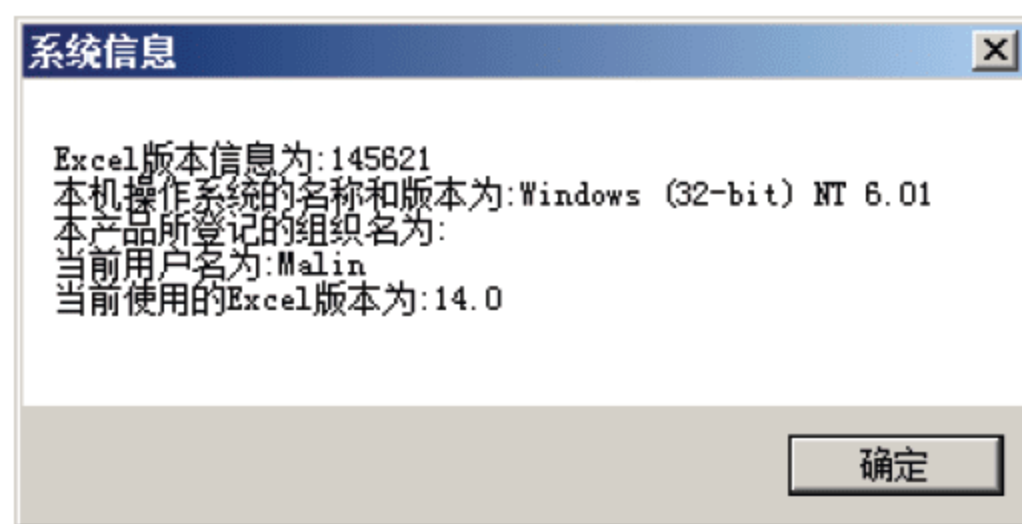 系统信息
Excel版本信息为:145621
本机操作系统的名称和版本为:Windows (32-bit) NT 6.01
本产品所登记的组织名为:
当前用户名为:Malin
当前使用的Excel版本为:14.0
确定